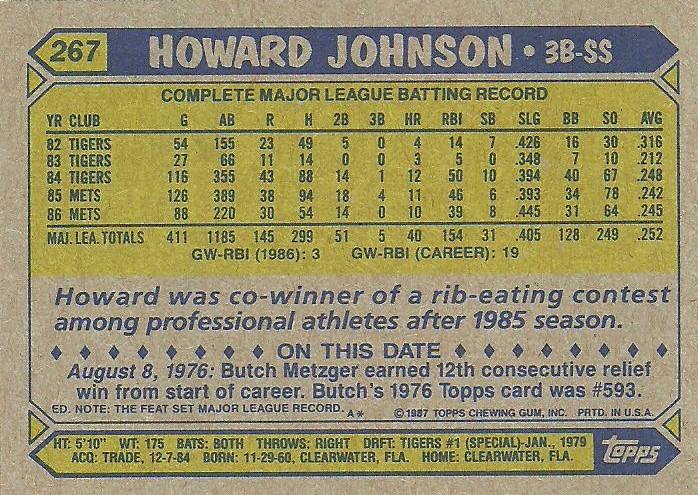 267 HOWARD JOHNSON • 3B-SS
COMPLETE MAJOR LEAGUE BATTING RECORD
YR CLUB G AB R H 2B 3B HR RBI SB SLG BB SO AVG
82 TIGERS 54 155 23 49 5 0 4 14 7 .426 16 30 .316
83 TIGERS 27 66 11 14 0 0 3 5 0 .348 7 10 .212
84 TIGERS 116 355 43 88 14 1 12 50 10 .394 40 67 .248
85 METS 126 389 38 94 18 4 11 46 6 .393 34 78 .242
86 METS 88 220 30 54 14 0 10 39 8 .445 31 64 .245
MAJ. LEA. TOTALS 411 1185 145 299 51 5 40 154 31 .405 128 249 .252
GW-RBI (1986): 3 GW-RBI (CAREER): 19
Howard was co-winner of a rib-eating contest
among professional athletes after 1985 season.
ON THIS DATE
August 8, 1976: Butch Metzger earned 12th consecutive relief
win from start of career. Butch's 1976 Topps card was #593.
ED. NOTE: THE FEAT SET MAJOR LEAGUE RECORD. A* ©1987 TOPPS CHEWING GUM, INC. PRTD. IN U.S.A.
HT: 5'10" WT: 175 BATS: BOTH THROWS: RIGHT DRFT: TIGERS #1 (SPECIAL)-JAN., 1979
ACQ: TRADE, 12-7-84 BORN: 11-29-60, CLEARWATER, FLA. HOME: CLEARWATER, FLA.
topps